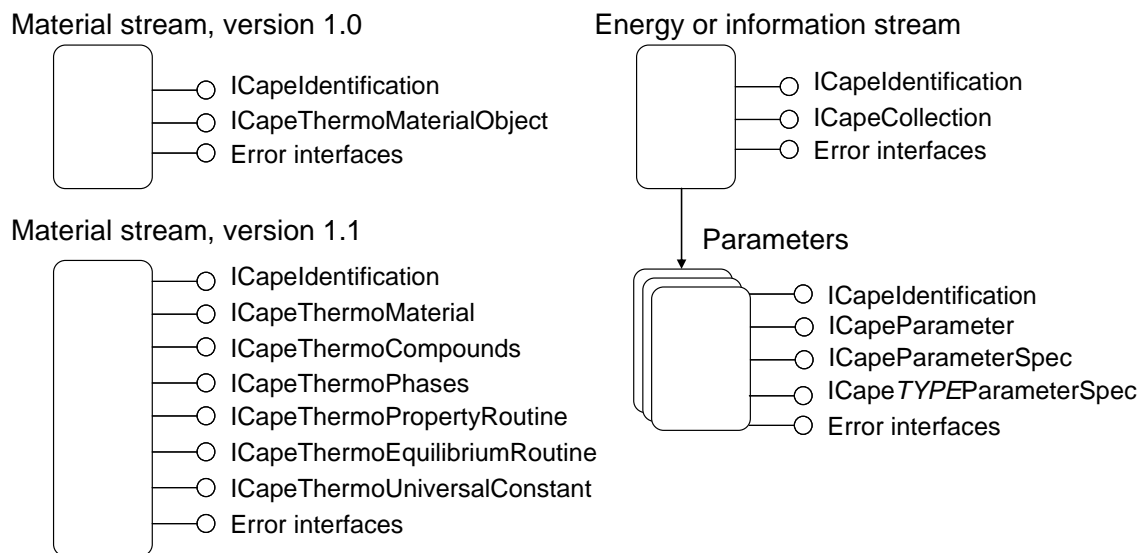 Material stream, version 1.0
ICapeIdentification
ICapeThermoMaterialObject
Error interfaces
Material stream, version 1.1
ICapeIdentification
ICapeThermoMaterial
ICapeThermoCompounds
ICapeThermoPhases
ICapeThermoPropertyRoutine
ICapeThermoEquilibriumRoutine
ICapeThermoUniversalConstant
Error interfaces
Energy or information stream
ICapeIdentification
ICapeCollection
Error interfaces
Parameters
ICapeIdentification
ICapeParameter
ICapeParameterSpec
ICapeTYPEParameterSpec
Error interfaces